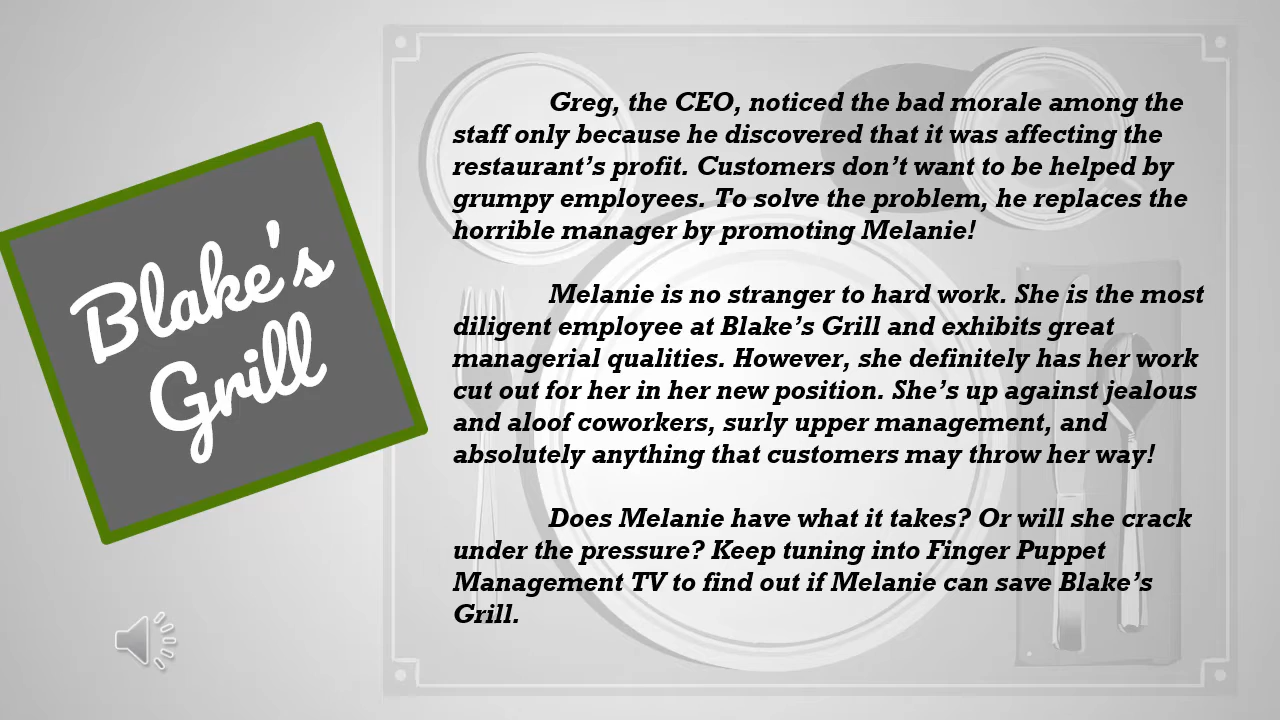 Blake's
Grill
Greg, the CEO, noticed the bad morale among the
staff only because he discovered that it was affecting the
restaurant’s profit. Customers don’t want to be helped by
grumpy employees. To solve the problem, he replaces the
horrible manager by promoting Melanie!
Melanie is no stranger to hard work. She is the most
diligent employee at Blake’s Grill and exhibits great
managerial qualities. However, she definitely has her work
cut out for her in her new position. She’s up against jealous
and aloof coworkers, surly upper management, and
absolutely anything that customers may throw her way!
Does Melanie have what it takes? Or will she crack
under the pressure? Keep tuning into Finger Puppet
Management TV to find out if Melanie can save Blake’s
Grill.